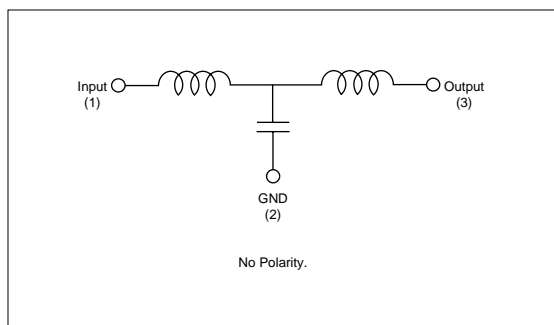 Input
(1)
Output
(3)
GND
(2)
No Polarity.